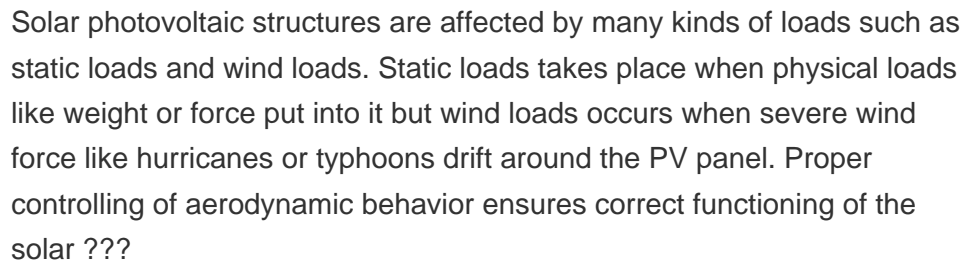 Solar photovoltaic structures are affected by many kinds of loads such as
static loads and wind loads. Static loads takes place when physical loads
like weight or force put into it but wind loads occurs when severe wind
force like hurricanes or typhoons drift around the PV panel. Proper
controlling of aerodynamic behavior ensures correct functioning of the
solar ???